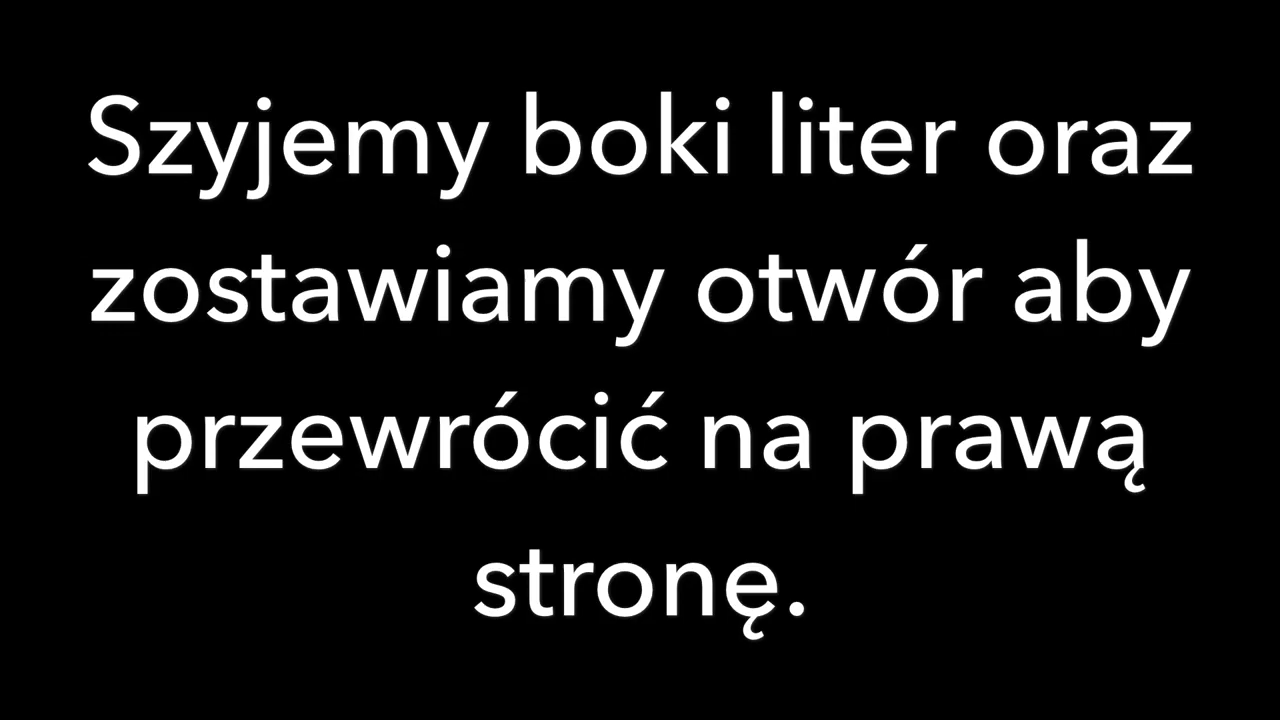 Szyjemy boki liter oraz
zostawiamy otwór aby
przewrócić na prawą
stronę.